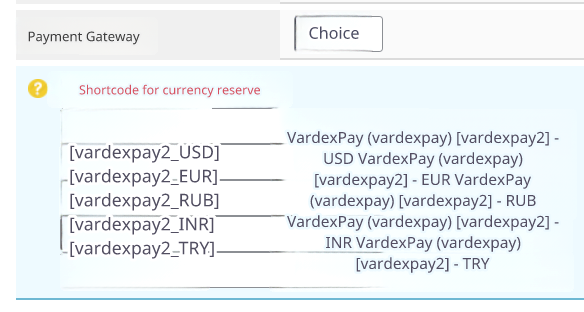 Payment Gateway
Choice
Shortcode for currency reserve
[vardexpay2_USD]
[vardexpay2_EUR]
[vardexpay2_RUB]
[vardexpay2_INR]
[vardexpay2_TRY]
VardexPay (vardexpay) [vardexpay2] -
USD VardexPay (vardexpay)
[vardexpay2] - EUR VardexPay
(vardexpay) [vardexpay2] - RUB
VardexPay (vardexpay) [vardexpay2] -
INR VardexPay (vardexpay)
[vardexpay2] - TRY